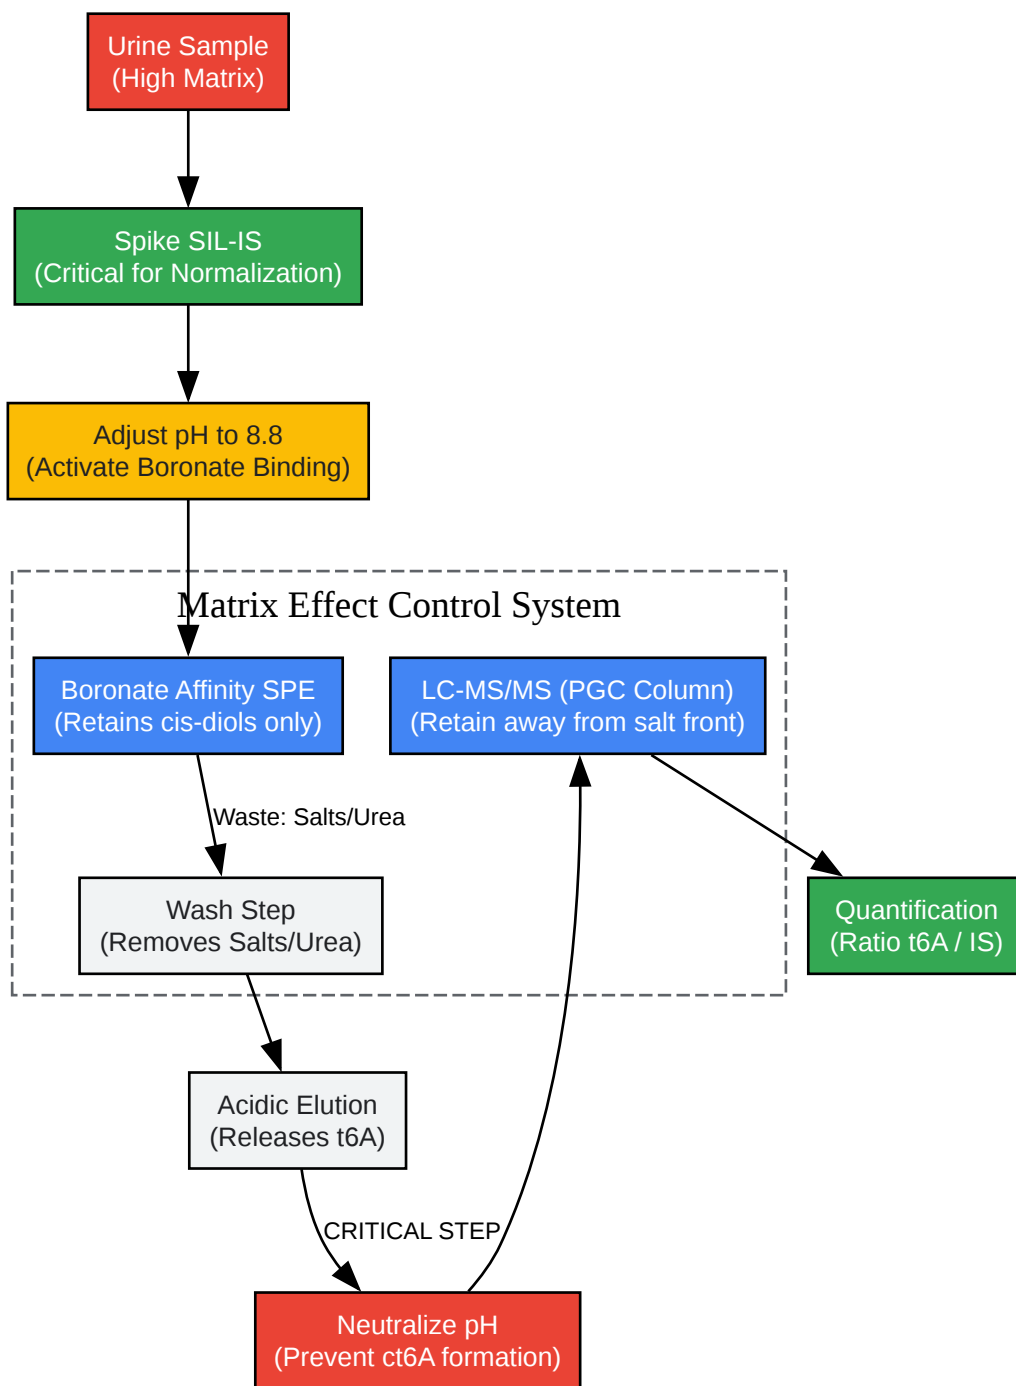 Urine Sample
(High Matrix)
Spike SIL-IS
(Critical for Normalization)
Adjust pH to 8.8
(Activate Boronate Binding)
Matrix Effect Control System
Boronate Affinity SPE
(Retains cis-diols only)
LC-MS/MS (PGC Column)
(Retain away from salt front)
Waste: Salts/Urea
Wash Step
(Removes Salts/Urea)
Quantification
(Ratio t6A / IS)
Acidic Elution
(Releases t6A)
CRITICAL STEP
Neutralize pH
(Prevent ct6A formation)